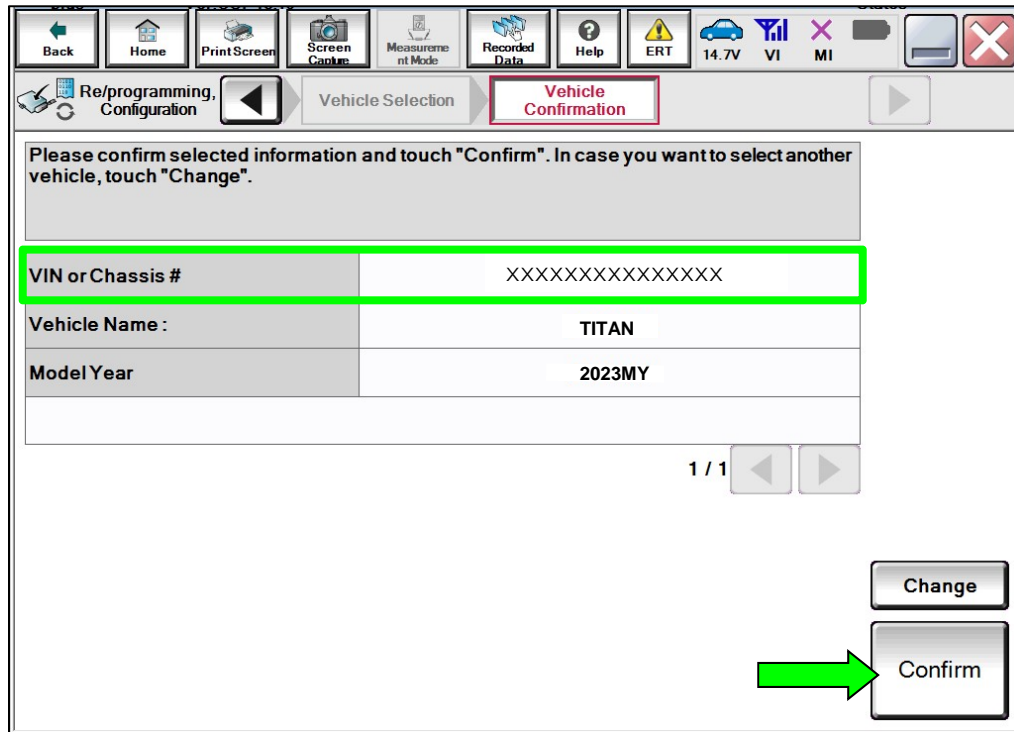 Back
Home
Print Screen
Screen
Capture
Measureme
nt Mode
Recorded
Data
Help
ERT
14.7V
VI
MI
Re/programming,
Configuration
Vehicle Selection
Vehicle
Confirmation
Please confirm selected information and touch "Confirm". In case you want to select another
vehicle, touch "Change".
VIN or Chassis #
XXXXXXXXXXXXXXX
Vehicle Name :
TITAN
Model Year
2023MY
1 / 1
Change
Confirm